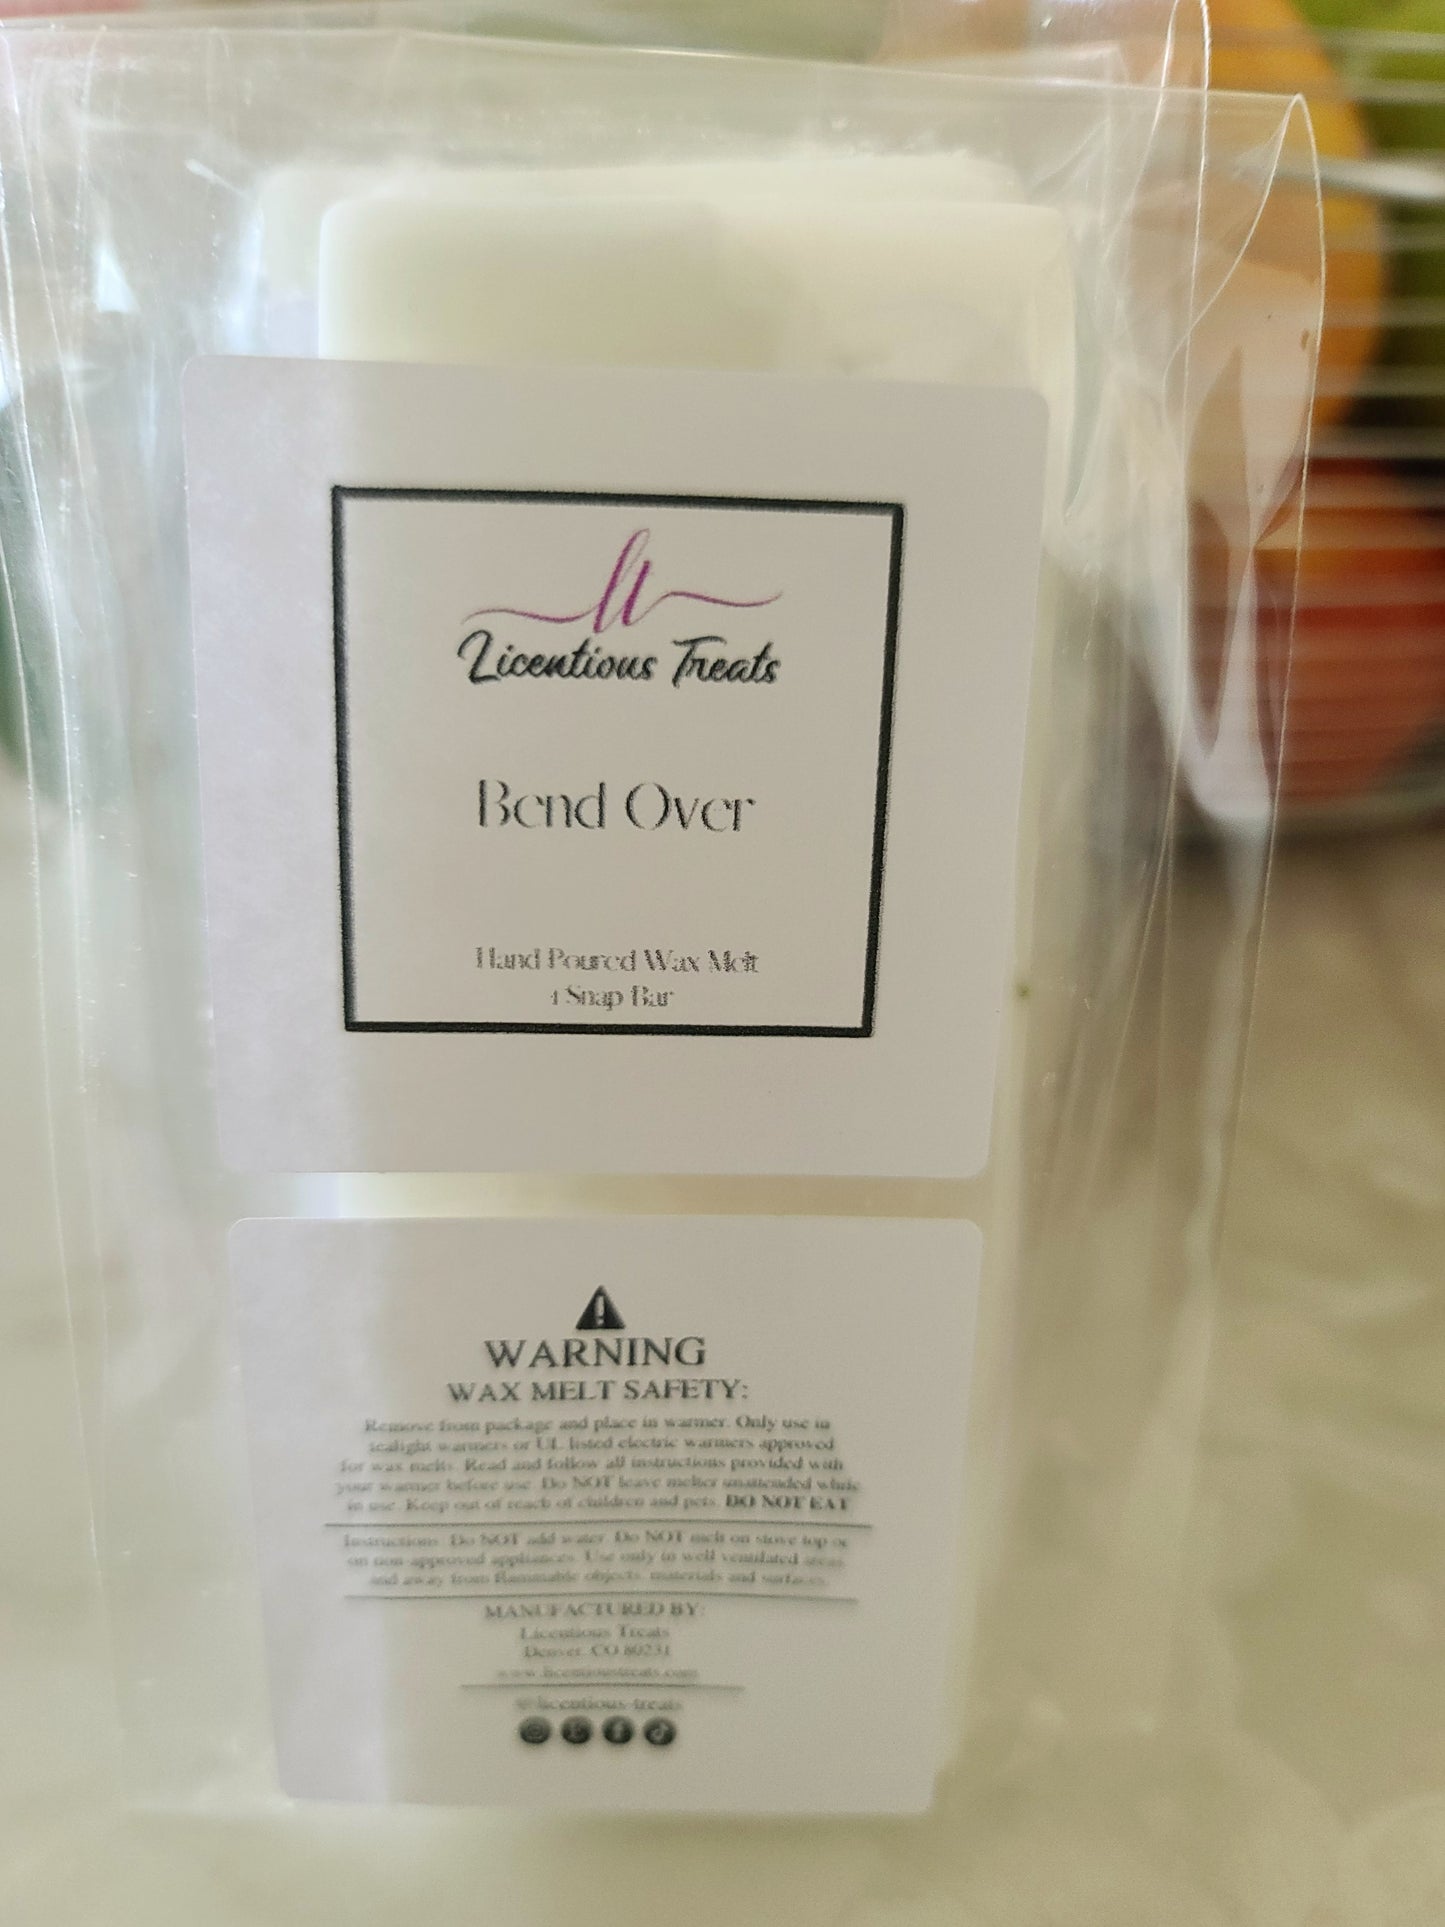 lt
Licentious Treats
Bend Over
Hand Poured Wax Melt
4 Snap Bar
WARNING
WAX MELT SAFETY:
Remove from package and place in warmer. Only use in
tealight warmers or UL listed electric warmers approved
for wax melts. Read and follow all instructions provided with
your warmer before use. Do NOT leave melter unattended while
in use. Keep out of reach of children and pets. DO NOT EAT
Instructions: Do NOT add water. Do NOT melt on stove top or
on non-approved appliances. Use only in well ventilated areas
and away from flammable objects, materials and surfaces.
MANUFACTURED BY:
Licentious Treats
Denver, CO 80231
www.licentioustreats.com
@licentious-treats